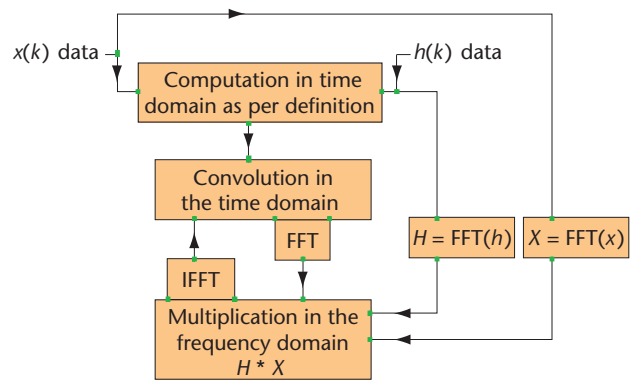 x(k) data
h(k) data
Computation in time
domain as per definition
Convolution in
the time domain
FFT
H = FFT(h)
X = FFT(x)
IFFT
Multiplication in the
frequency domain
H * X